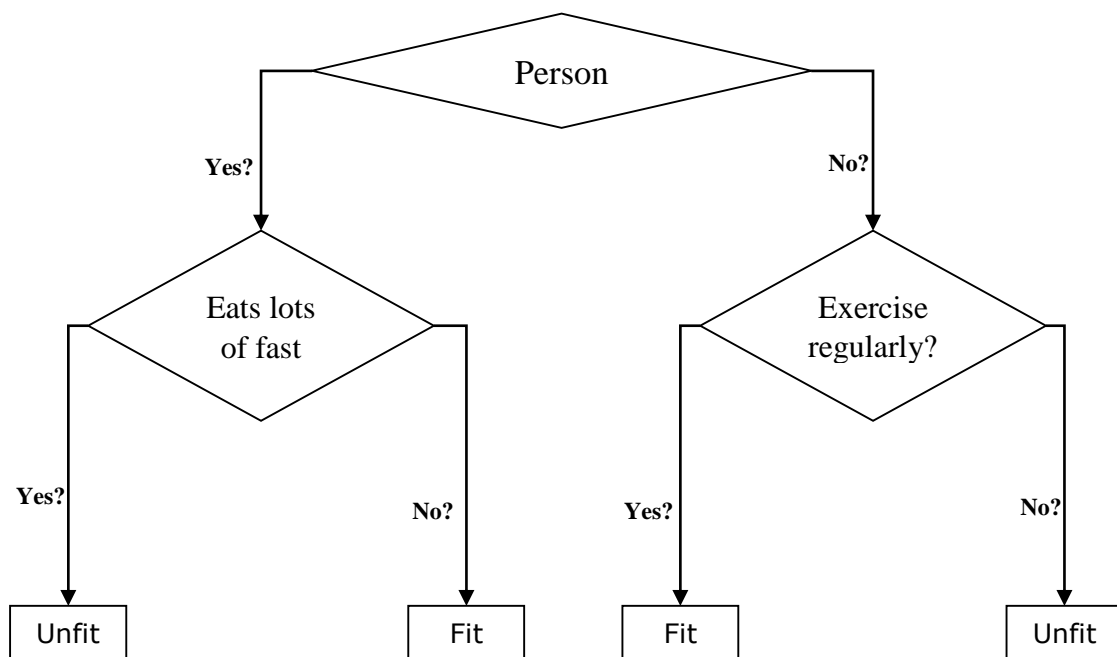 Person
Yes?
No?
Eats lots
of fast
Exercise
regularly?
Yes?
No?
Yes?
No?
Unfit
Fit
Fit
Unfit